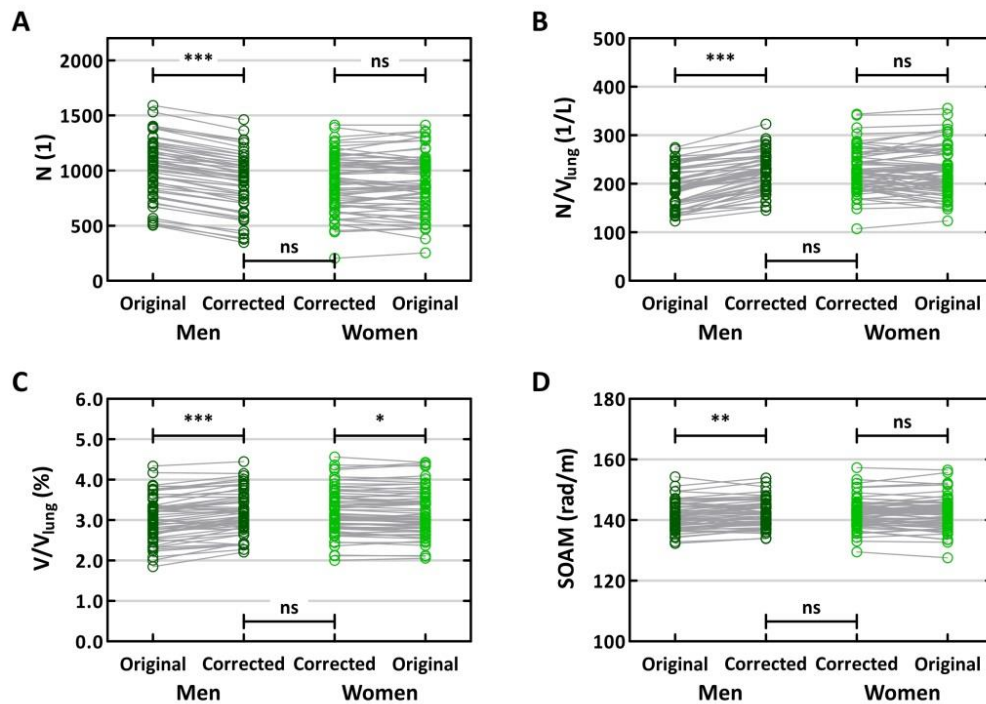 A
N (1)
2000
1500
1000
500
0
***
ns
ns
Original Corrected Corrected Original
Men Women
B
N/Vlung (1/L)
500
400
300
200
100
0
***
ns
ns
Original Corrected Corrected Original
Men Women
C
V/Vlung (%)
6.0
5.0
4.0
3.0
2.0
1.0
0.0
***
*
ns
Original Corrected Corrected Original
Men Women
D
SOAM (rad/m)
180
160
140
120
100
**
ns
ns
Original Corrected Corrected Original
Men Women